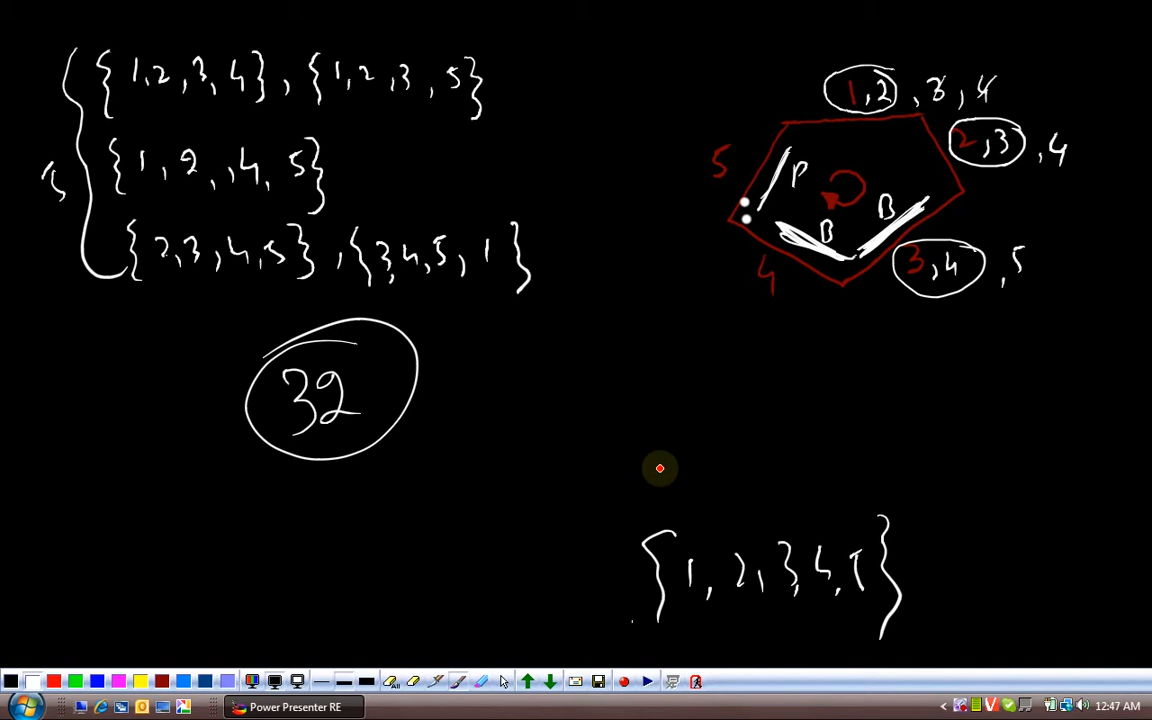 {1,2,3,4}, {1,2,3,5}
{1,2,,4,5}
5
{2,3,4,5},{3,4,5,1}
32
1,2,3,4
2,3,4
5
P
B
B
3,4,5
4
{1,2,3,4,5}
All
Power Presenter RE
12:47 AM